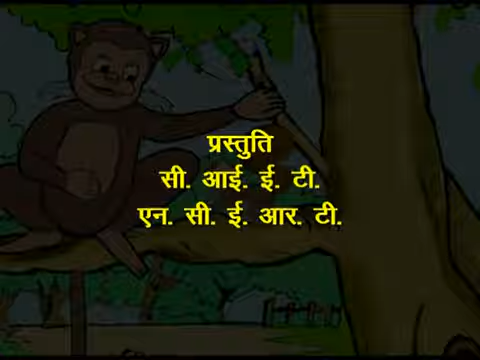 प्रस्तुति
सी. आई. ई. टी.
एन. सी. ई. आर. टी.